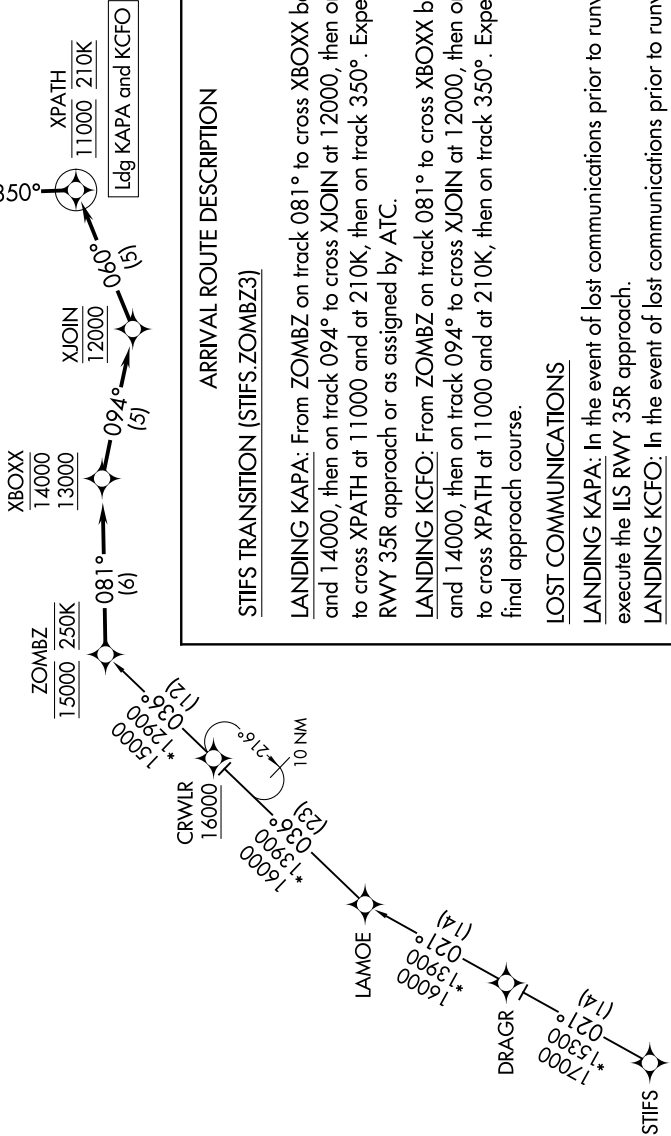 350°
XPATH
11000 210K
Ldg KAPA and KCFO
060°
(5)
XJOIN
12000
094°
(5)
XBOXX
14000
13000
081°
(6)
ZOMBZ
15000 250K
15000
*12900
036°
(12)
CRWLR
16000
216°
10 NM
16000
*13900
036°
(23)
LAMOE
16000
*13900
021°
(14)
DRAGR
17000
*15300
021°
(14)
STIFS
ARRIVAL ROUTE DESCRIPTION
STIFS TRANSITION (STIFS.ZOMBZ3)
LANDING KAPA: From ZOMBZ on track 081° to cross XBOXX
and 14000, then on track 094° to cross XJOIN at 12000, then
to cross XPATH at 11000 and at 210K, then on track 350°.
RWY 35R approach or as assigned by ATC.
LANDING KCFO: From ZOMBZ on track 081° to cross XBOXX
and 14000, then on track 094° to cross XJOIN at 12000, then
to cross XPATH at 11000 and at 210K, then on track 350°.
final approach course.
LOST COMMUNICATIONS
LANDING KAPA: In the event of lost communications prior to
execute the ILS RWY 35R approach.
LANDING KCFO: In the event of lost communications prior to